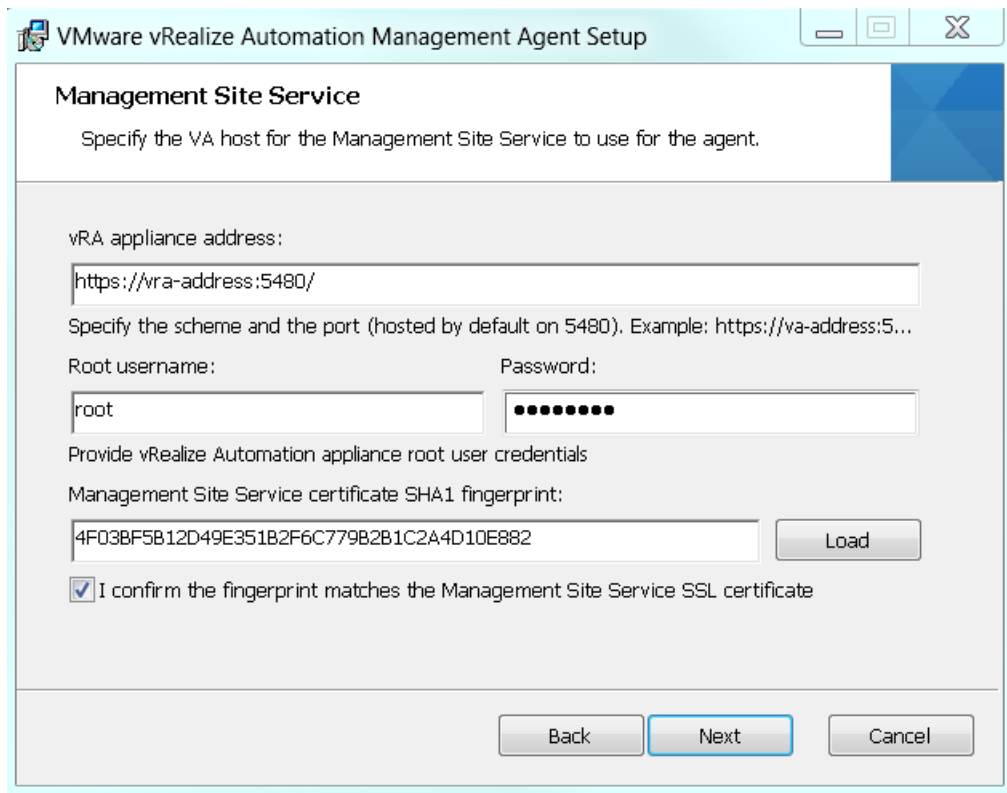 VMware vRealize Automation Management Agent Setup
Management Site Service
Specify the VA host for the Management Site Service to use for the agent.
vRA appliance address:
https://vra-address:5480/
Specify the scheme and the port (hosted by default on 5480). Example: https://va-address:5...
Root username: Password:
root ●●●●●●●●
Provide vRealize Automation appliance root user credentials
Management Site Service certificate SHA1 fingerprint:
4F03BF5B12D49E351B2F6C779B2B1C2A4D10E882 Load
I confirm the fingerprint matches the Management Site Service SSL certificate
Back Next Cancel